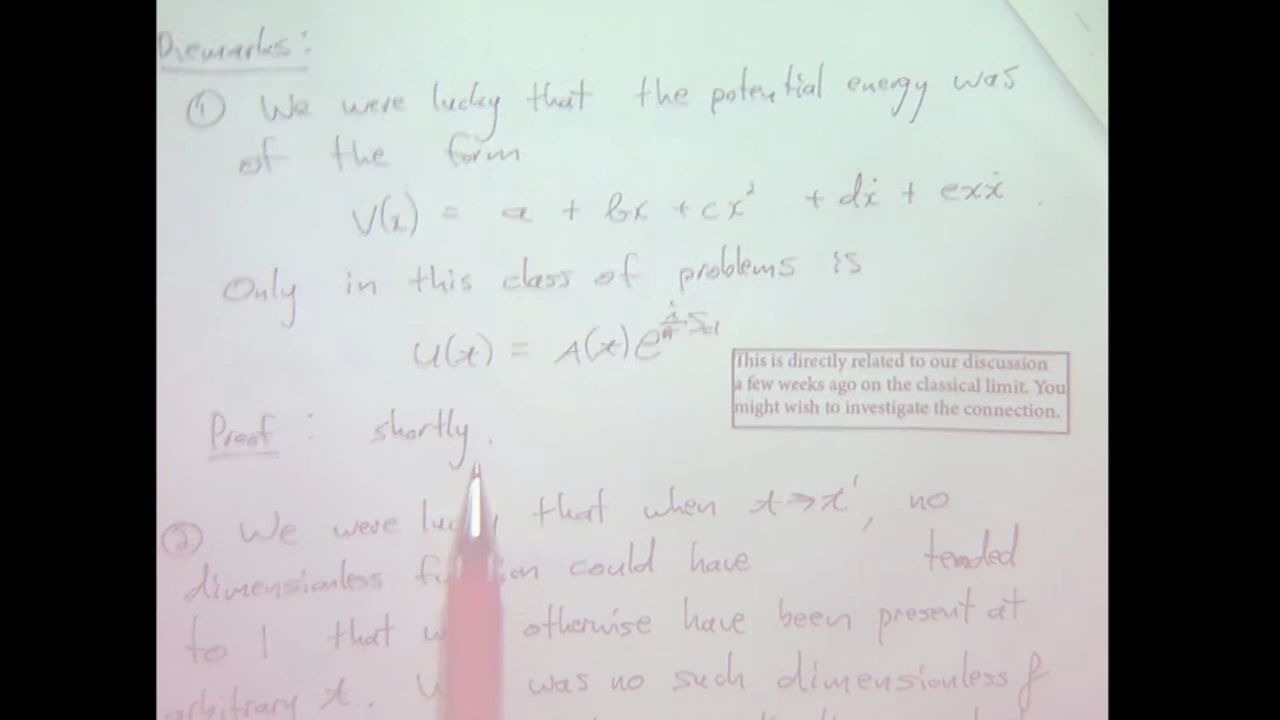 Remarks:
① We were lucky that the potential energy was
of the form
V(x) = a + bx + cx² + dẋ + exẋ.
Only in this class of problems is
U(t) = A(t) e^{i/ħ S_cl}
This is directly related to our discussion
a few weeks ago on the classical limit. You
might wish to investigate the connection.
Proof: shortly.
② We were that when t→t', no
dimensionless could have tended
to 1 that otherwise have been present at
arbitrary t. was no such dimensionless f